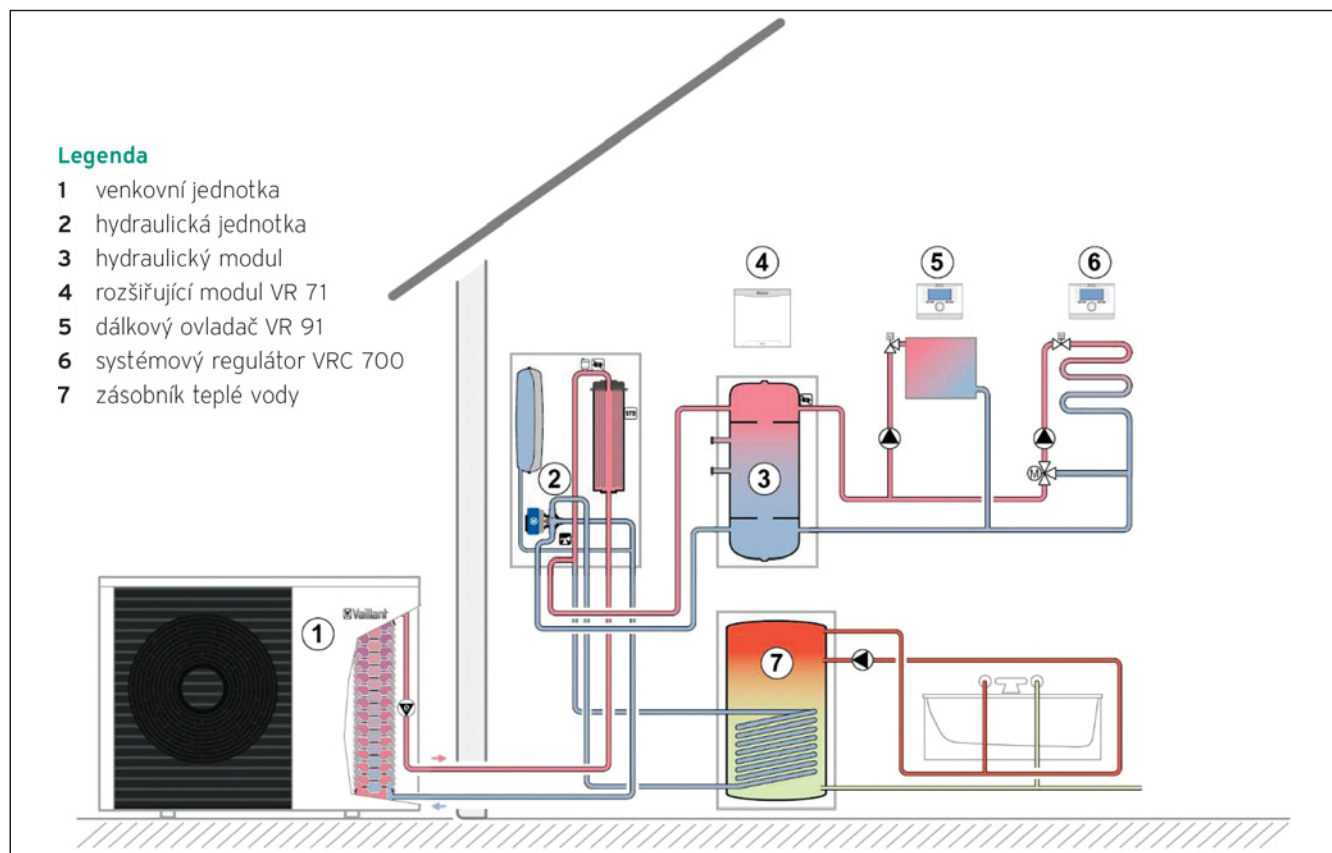 Legenda
1 venkovní jednotka
2 hydraulická jednotka
3 hydraulický modul
4 rozšiřující modul VR 71
5 dálkový ovladač VR 91
6 systémový regulátor VRC 700
7 zásobník teplé vody
4
5
6
STB
2
3
M
Vaillant
1
7